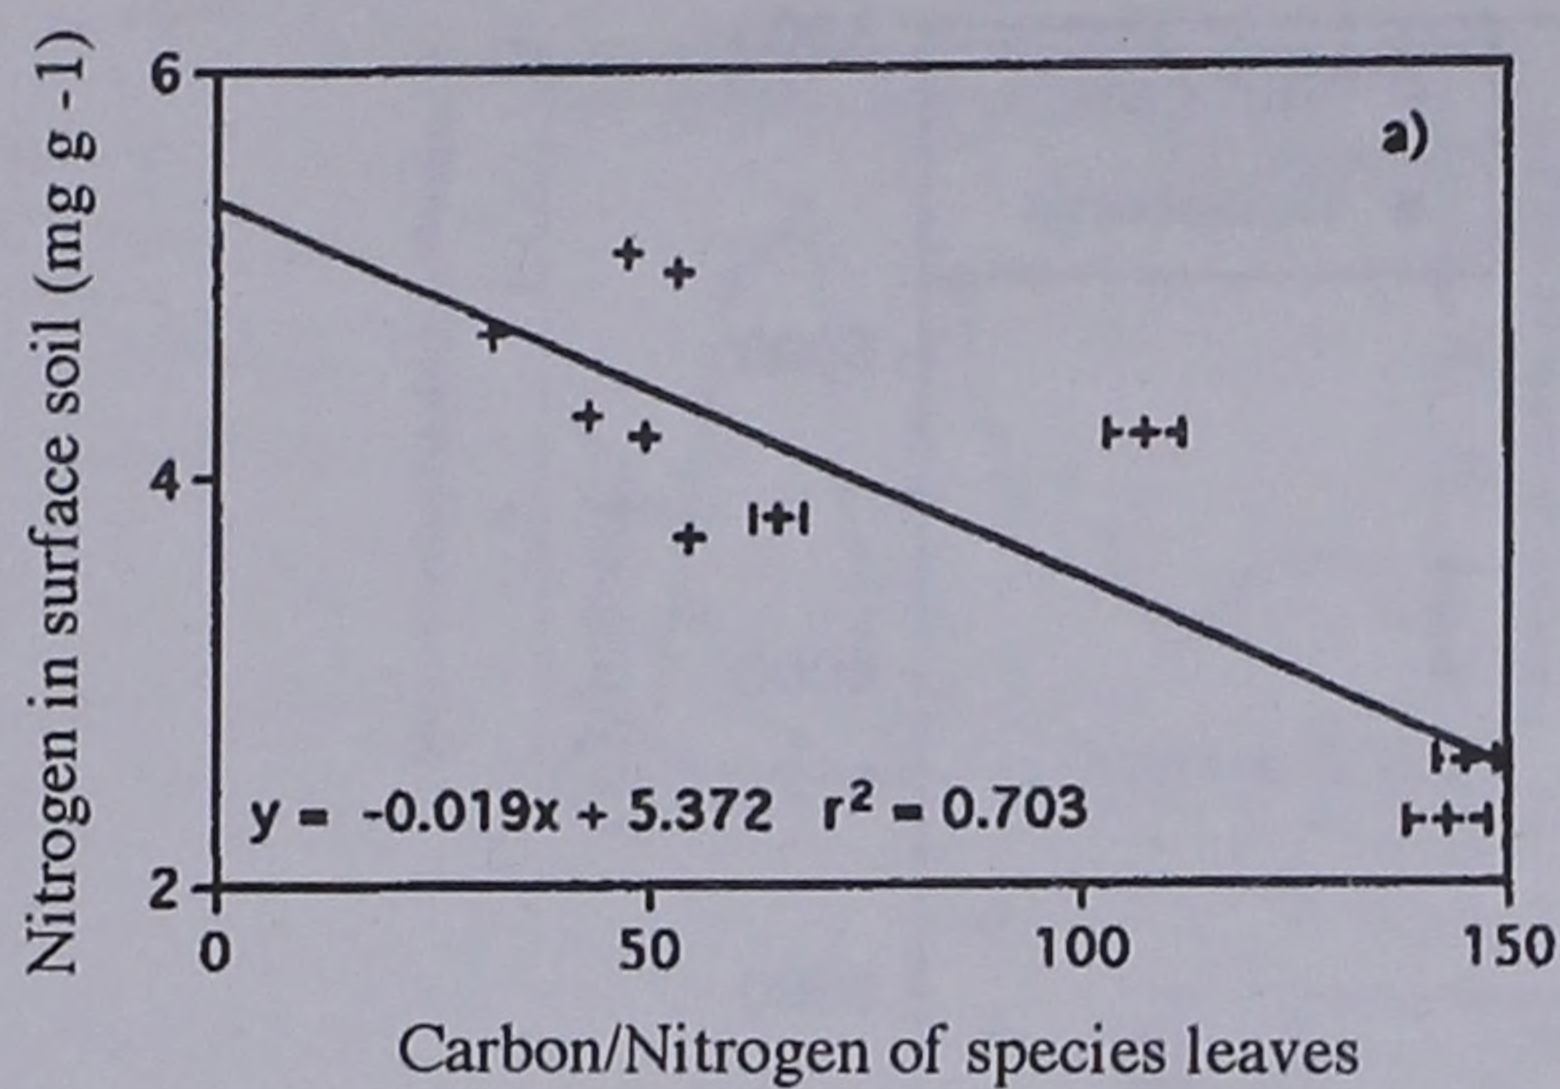 Nitrogen in surface soil (mg g -1)
6
a)
4
y = -0.019x + 5.372 r² = 0.703
2
0 50 100 150
Carbon/Nitrogen of species leaves